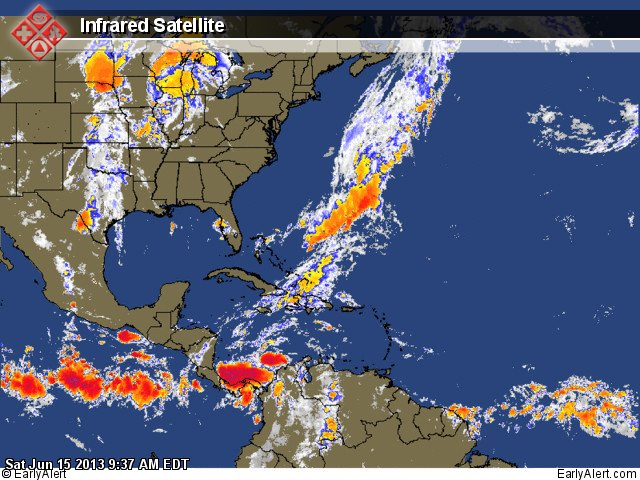 Infrared Satellite
Sat Jun 15 2013 9:37 AM EDT
© EarlyAlert
EarlyAlert.com